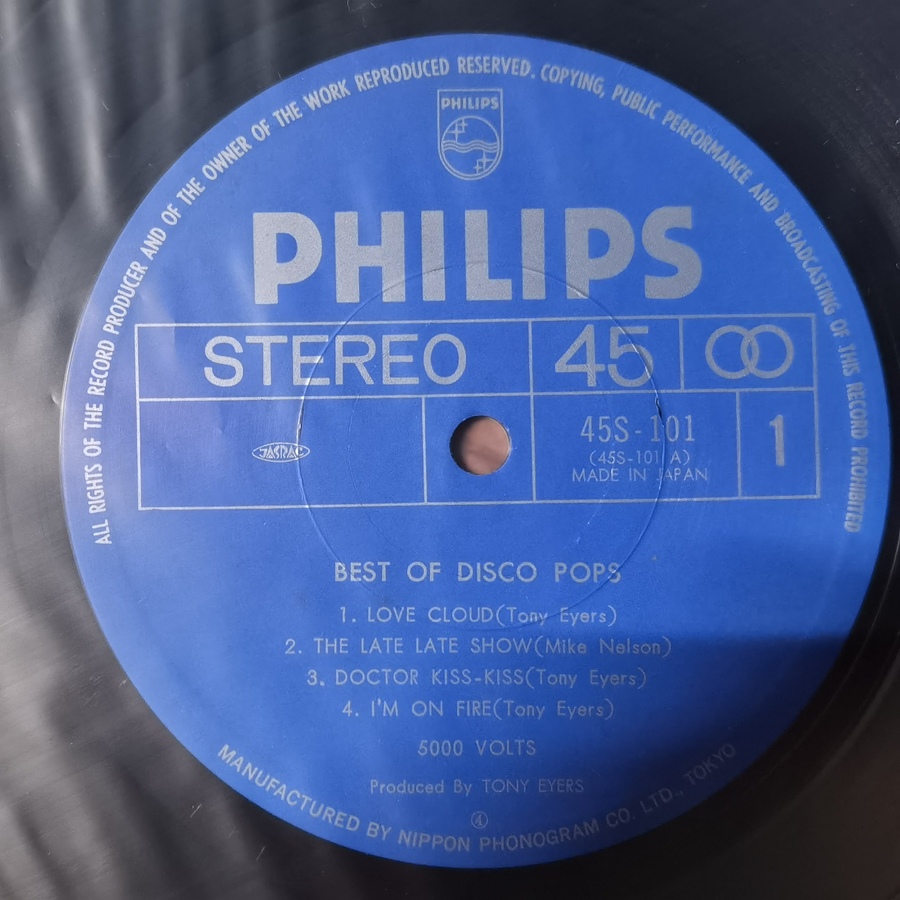 ALL RIGHTS OF THE RECORD PRODUCER AND OF THE OWNER OF THE WORK REPRODUCED RESERVED. COPYING, PUBLIC PERFORMANCE AND BROADCASTING OF THIS RECORD PROHIBITED
PHILIPS
PHILIPS
STEREO 45
JASRAC
45S-101
(45S-101 A)
MADE IN JAPAN
1
BEST OF DISCO POPS
1. LOVE CLOUD(Tony Eyers)
2. THE LATE LATE SHOW(Mike Nelson)
3. DOCTOR KISS-KISS(Tony Eyers)
4. I'M ON FIRE(Tony Eyers)
5000 VOLTS
Produced By TONY EYERS
④
MANUFACTURED BY NIPPON PHONOGRAM CO. LTD., TOKYO